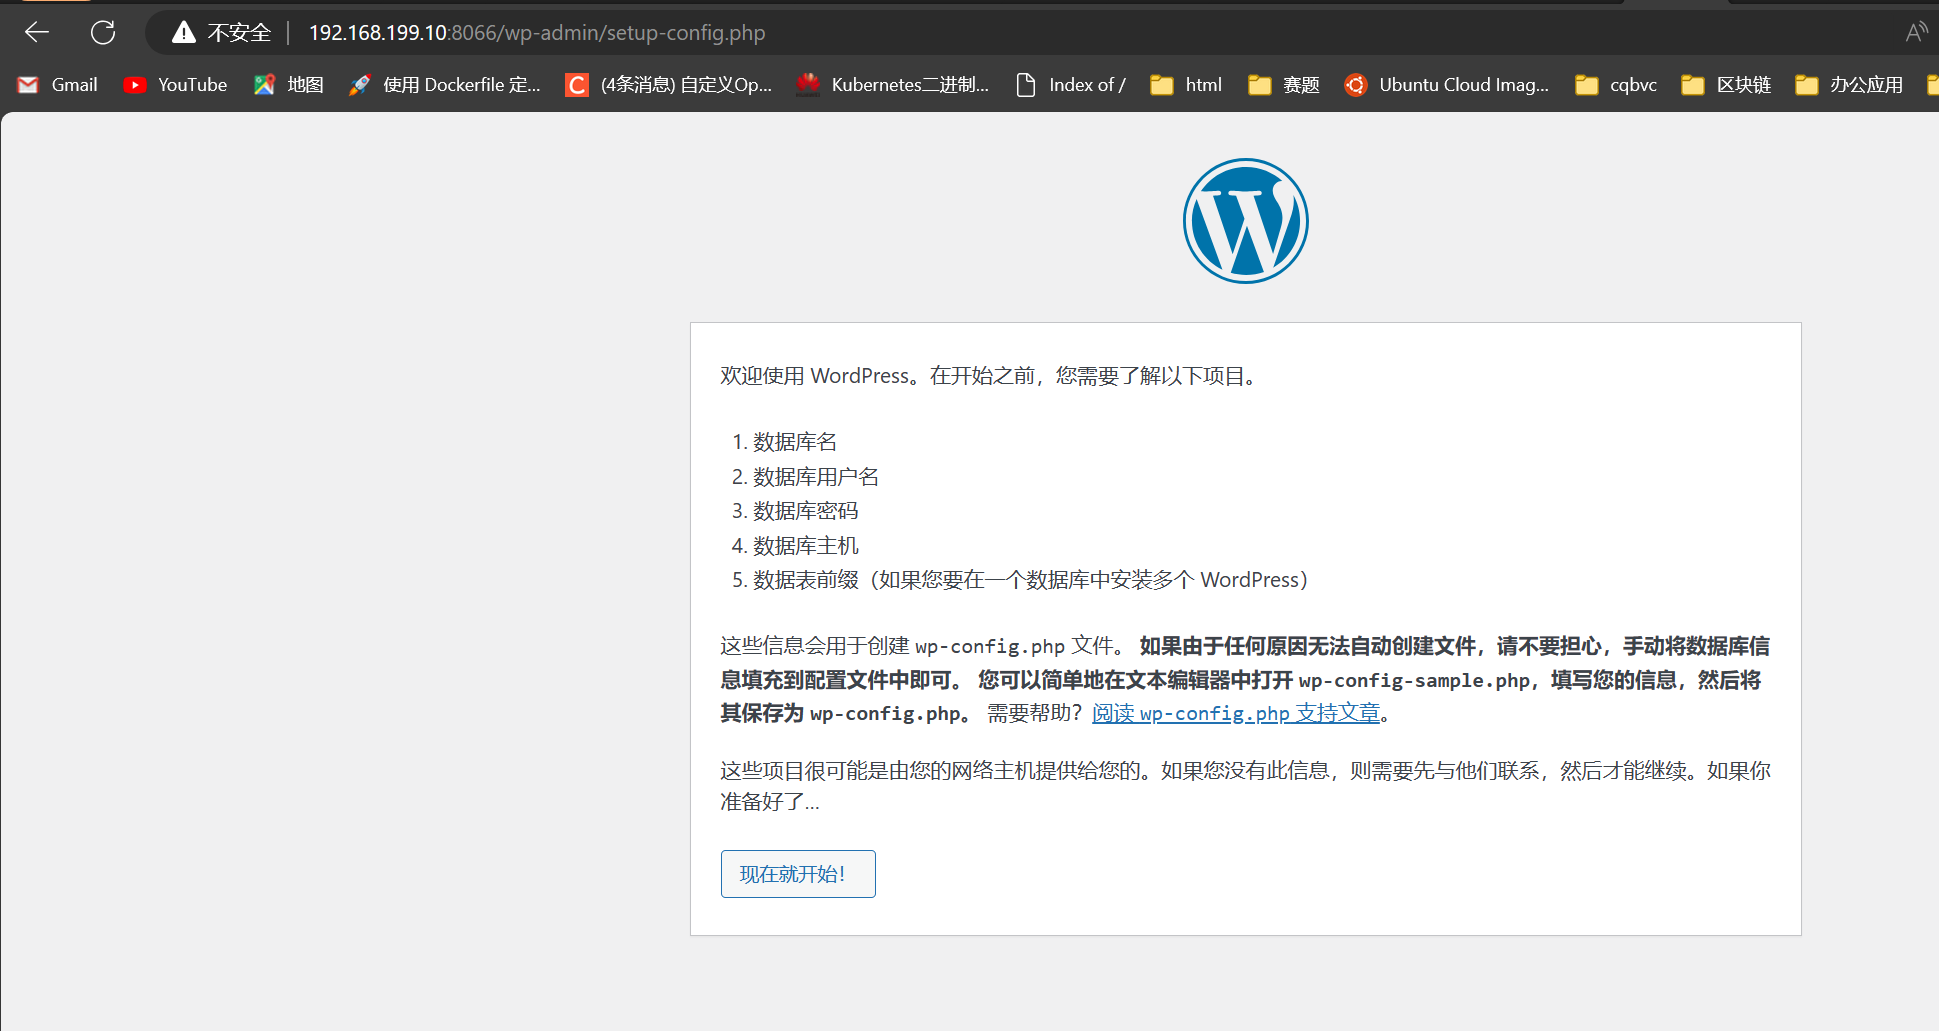 不安全 | 192.168.199.10:8066/wp-admin/setup-config.php
Gmail YouTube 地图 使用 Dockerfile 定... (4条消息) 自定义Op... Kubernetes二进制... Index of / html 赛题 Ubuntu Cloud Imag... cqbvc 区块链 办公应用
欢迎使用 WordPress。在开始之前，您需要了解以下项目。
1. 数据库名
2. 数据库用户名
3. 数据库密码
4. 数据库主机
5. 数据表前缀（如果您要在一个数据库中安装多个 WordPress）
这些信息会用于创建 wp-config.php 文件。 如果由于任何原因无法自动创建文件，请不要担心，手动将数据库信
息填充到配置文件中即可。 您可以简单地在文本编辑器中打开 wp-config-sample.php，填写您的信息，然后将
其保存为 wp-config.php。 需要帮助？阅读 wp-config.php 支持文章。
这些项目很可能是由您的网络主机提供给您的。如果您没有此信息，则需要先与他们联系，然后才能继续。如果你
准备好了...
现在就开始！